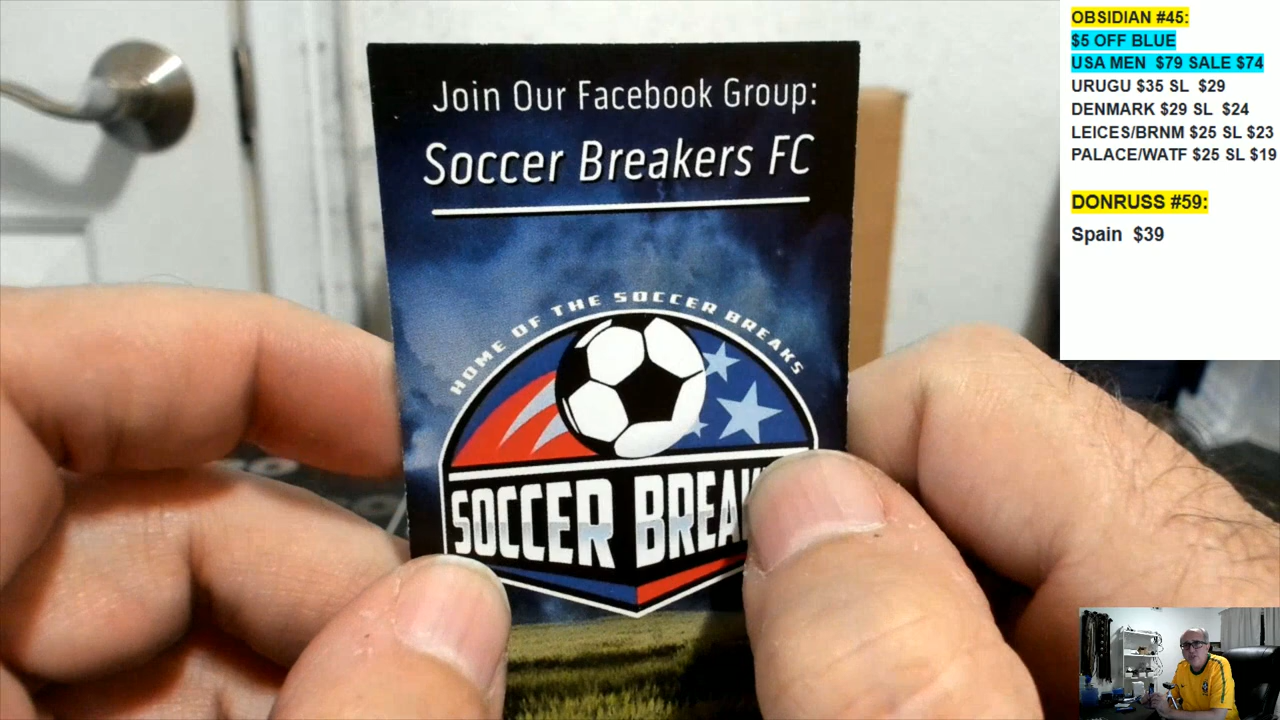 Join Our Facebook Group:
Soccer Breakers FC
HOME OF THE SOCCER BREAKS
SOCCER BREAK
OBSIDIAN #45:
$5 OFF BLUE
USA MEN $79 SALE $74
URUGU $35 SL $29
DENMARK $29 SL $24
LEICES/BRNM $25 SL $23
PALACE/WATF $25 SL $19
DONRUSS #59:
Spain $39